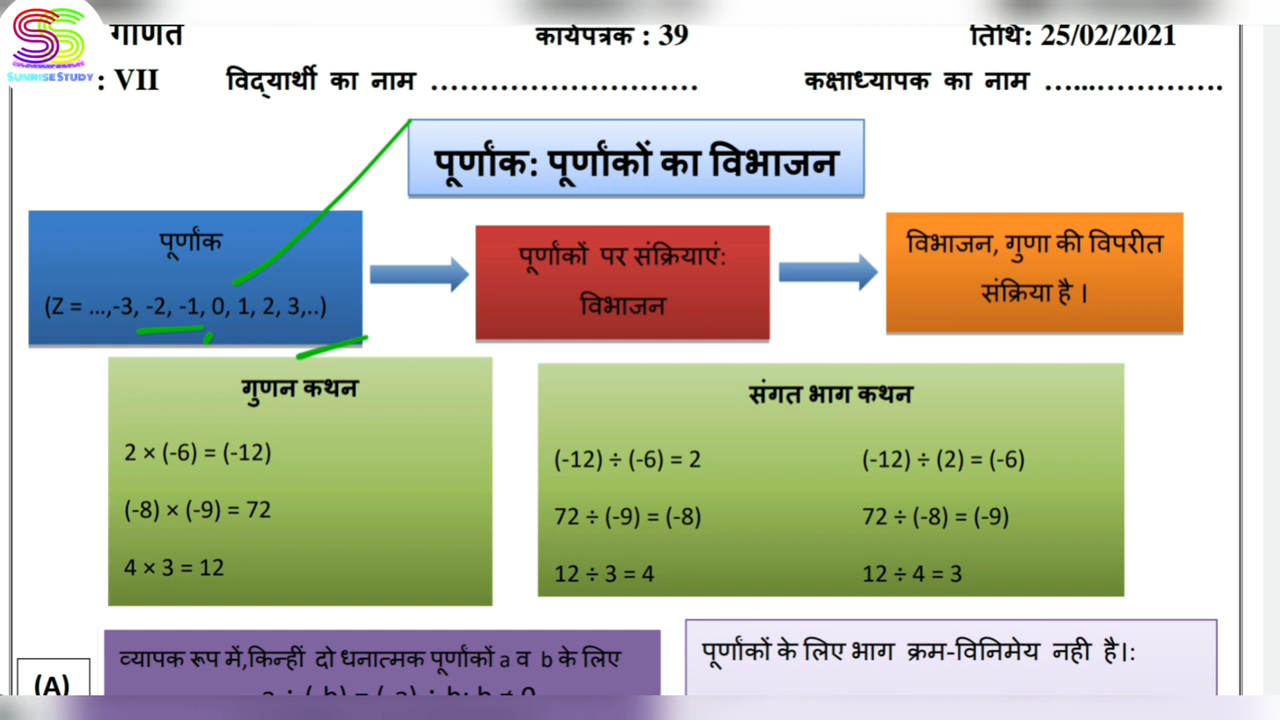 SS
SUNRISESTUDY
गणित कार्यपत्रक : 39 तिथि: 25/02/2021
: VII विद्यार्थी का नाम ………………………… कक्षाध्यापक का नाम …...………….
पूर्णांक: पूर्णांकों का विभाजन
पूर्णांक
(Z = ...,-3, -2, -1, 0, 1, 2, 3,..)
पूर्णांकों पर संक्रियाएं:
विभाजन
विभाजन, गुणा की विपरीत
संक्रिया है ।
गुणन कथन
2 × (-6) = (-12)
(-8) × (-9) = 72
4 × 3 = 12
संगत भाग कथन
(-12) ÷ (-6) = 2 (-12) ÷ (2) = (-6)
72 ÷ (-9) = (-8) 72 ÷ (-8) = (-9)
12 ÷ 3 = 4 12 ÷ 4 = 3
(A)
व्यापक रूप में,किन्हीं दो धनात्मक पूर्णांकों a व b के लिए
a ÷ (-b) = (-a) ÷ b; b ≠ 0
पूर्णांकों के लिए भाग क्रम-विनिमेय नही है।: